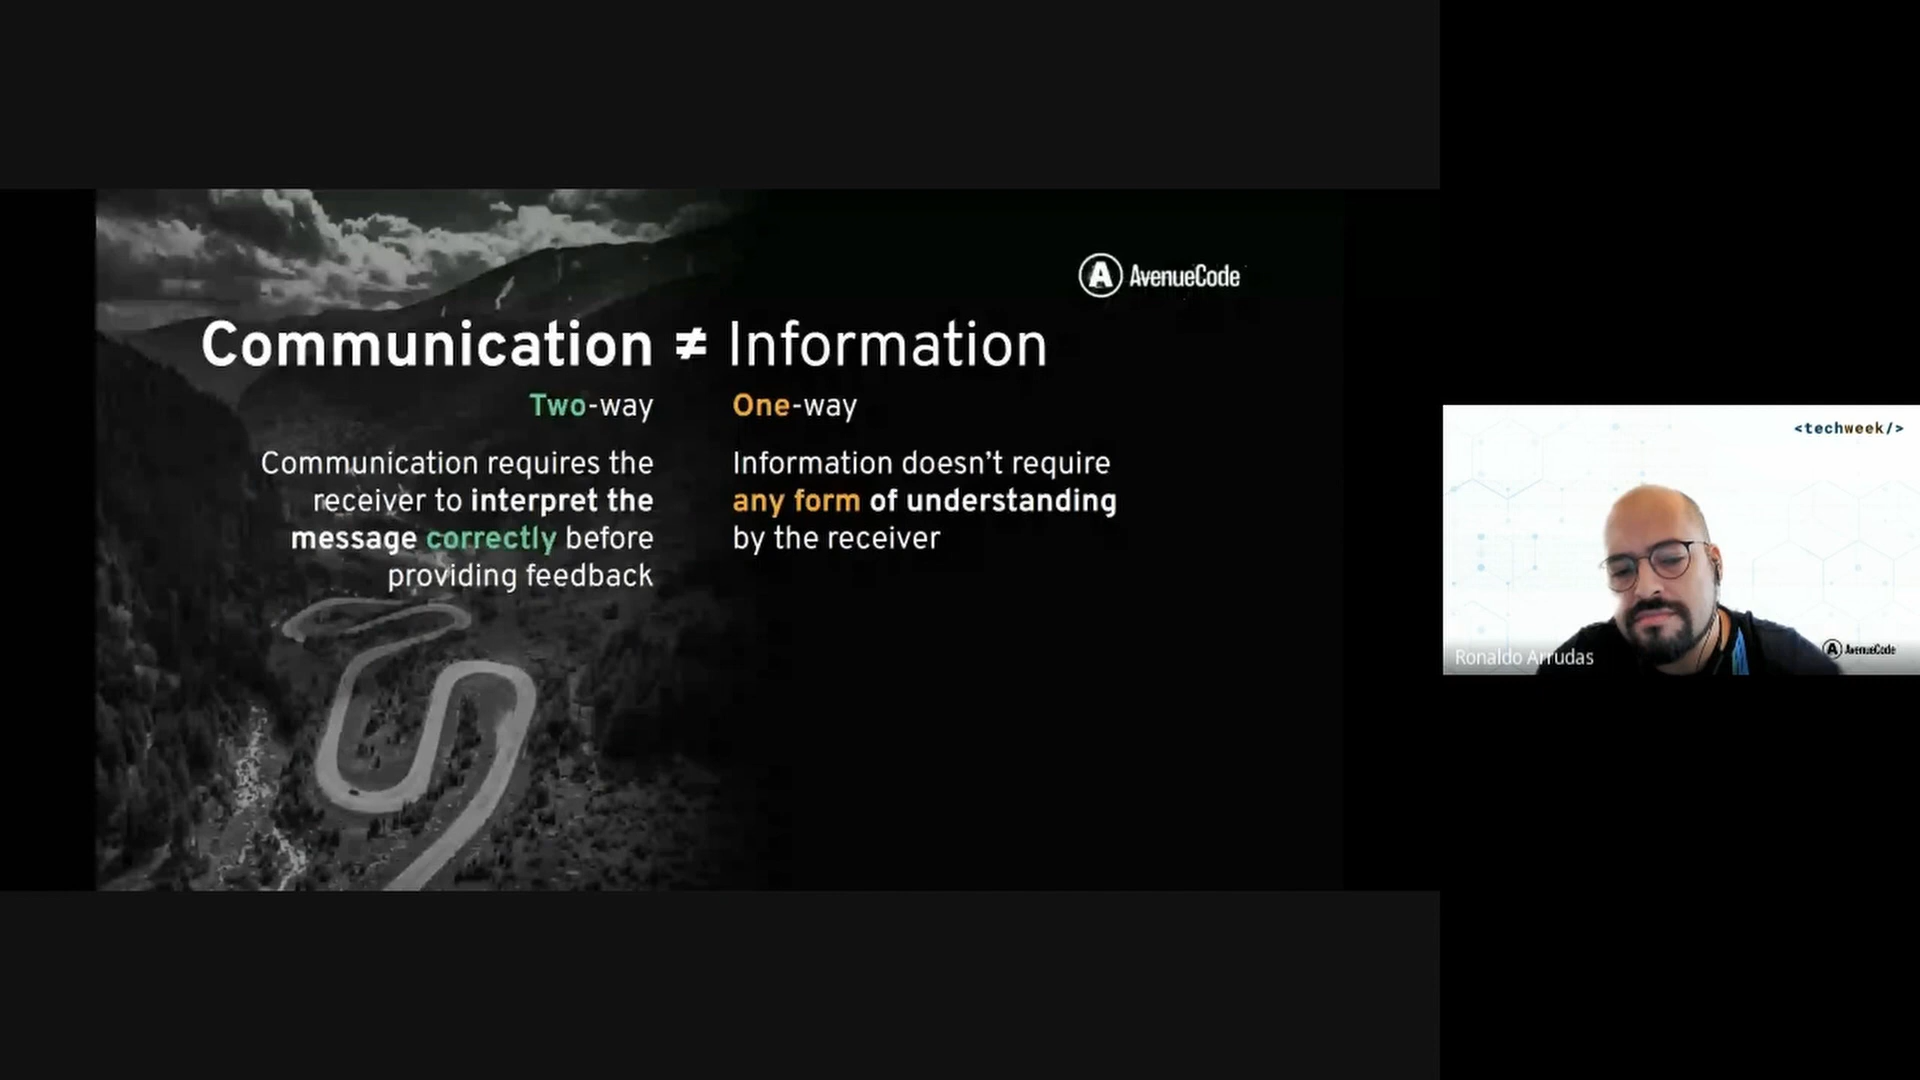 AvenueCode
Communication ≠ Information
Two-way
Communication requires the
receiver to interpret the
message correctly before
providing feedback
One-way
Information doesn't require
any form of understanding
by the receiver
<techweek/>
Ronaldo Arrudas
AvenueCode